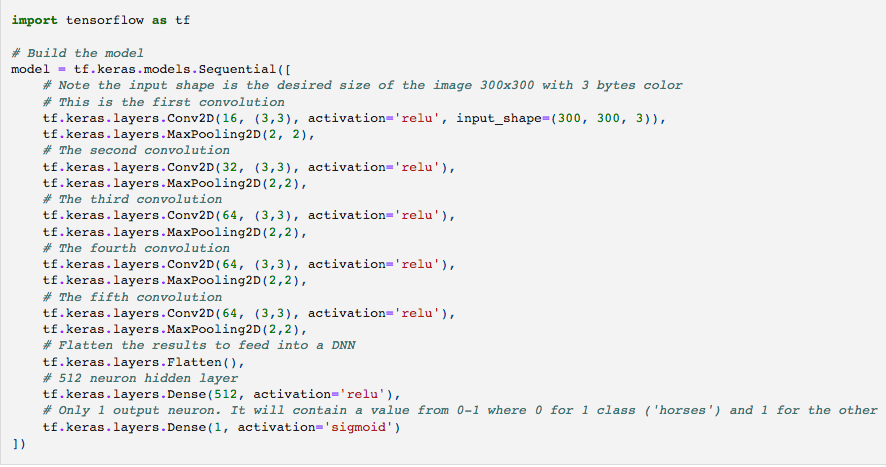 import tensorflow as tf
# Build the model
model = tf.keras.models.Sequential([
# Note the input shape is the desired size of the image 300x300 with 3 bytes color
# This is the first convolution
tf.keras.layers.Conv2D(16, (3,3), activation='relu', input_shape=(300, 300, 3)),
tf.keras.layers.MaxPooling2D(2, 2),
# The second convolution
tf.keras.layers.Conv2D(32, (3,3), activation='relu'),
tf.keras.layers.MaxPooling2D(2,2),
# The third convolution
tf.keras.layers.Conv2D(64, (3,3), activation='relu'),
tf.keras.layers.MaxPooling2D(2,2),
# The fourth convolution
tf.keras.layers.Conv2D(64, (3,3), activation='relu'),
tf.keras.layers.MaxPooling2D(2,2),
# The fifth convolution
tf.keras.layers.Conv2D(64, (3,3), activation='relu'),
tf.keras.layers.MaxPooling2D(2,2),
# Flatten the results to feed into a DNN
tf.keras.layers.Flatten(),
# 512 neuron hidden layer
tf.keras.layers.Dense(512, activation='relu'),
# Only 1 output neuron. It will contain a value from 0-1 where 0 for 1 class ('horses') and 1 for the other
tf.keras.layers.Dense(1, activation='sigmoid')
])